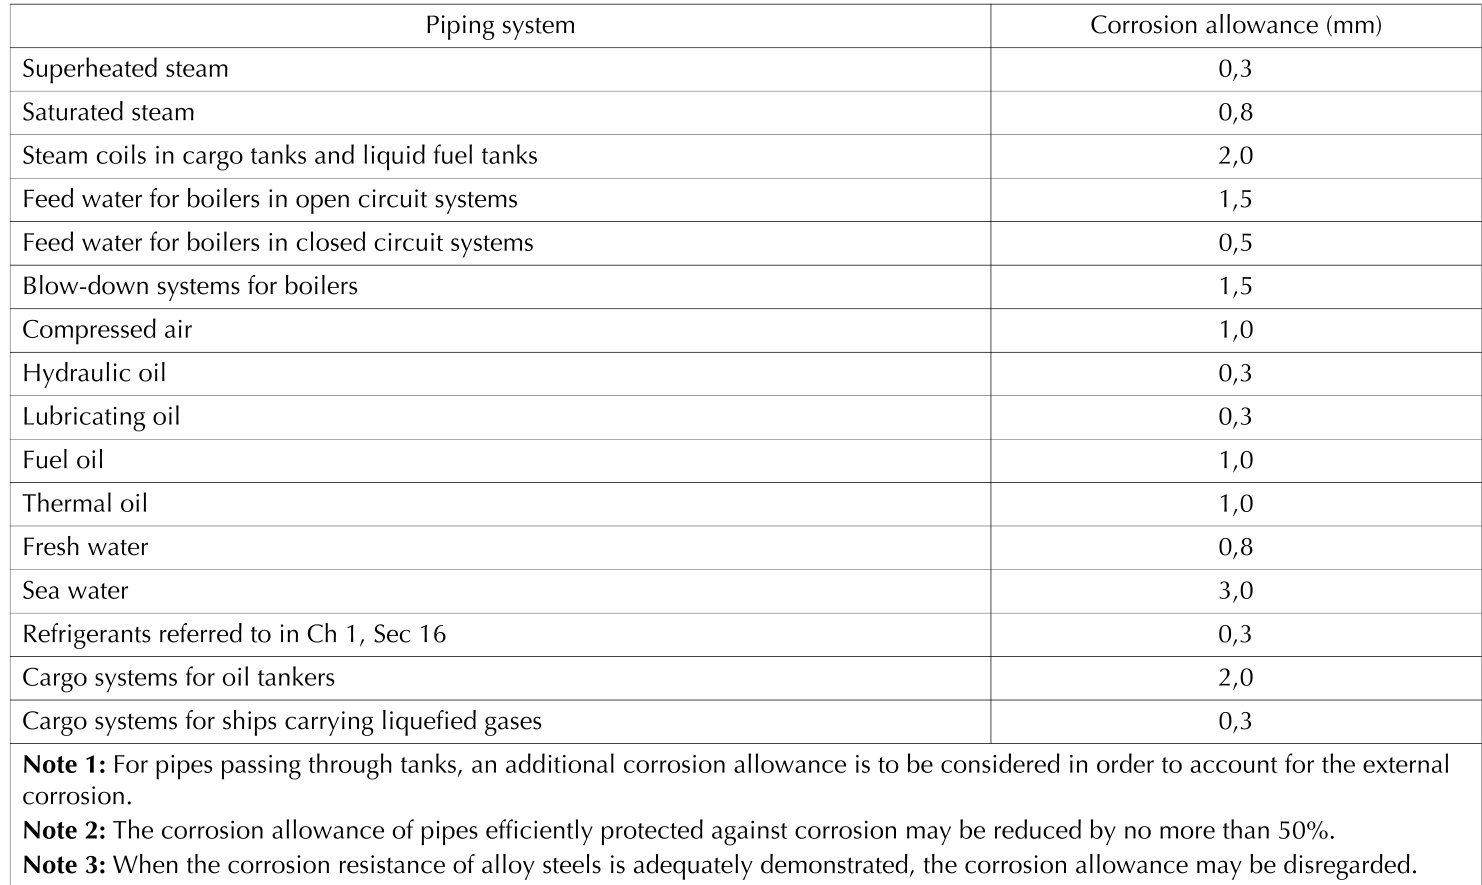 Piping system Corrosion allowance (mm)
Superheated steam 0,3
Saturated steam 0,8
Steam coils in cargo tanks and liquid fuel tanks 2,0
Feed water for boilers in open circuit systems 1,5
Feed water for boilers in closed circuit systems 0,5
Blow-down systems for boilers 1,5
Compressed air 1,0
Hydraulic oil 0,3
Lubricating oil 0,3
Fuel oil 1,0
Thermal oil 1,0
Fresh water 0,8
Sea water 3,0
Refrigerants referred to in Ch 1, Sec 16 0,3
Cargo systems for oil tankers 2,0
Cargo systems for ships carrying liquefied gases 0,3
Note 1: For pipes passing through tanks, an additional corrosion allowance is to be considered in order to account for the external
corrosion.
Note 2: The corrosion allowance of pipes efficiently protected against corrosion may be reduced by no more than 50%.
Note 3: When the corrosion resistance of alloy steels is adequately demonstrated, the corrosion allowance may be disregarded.